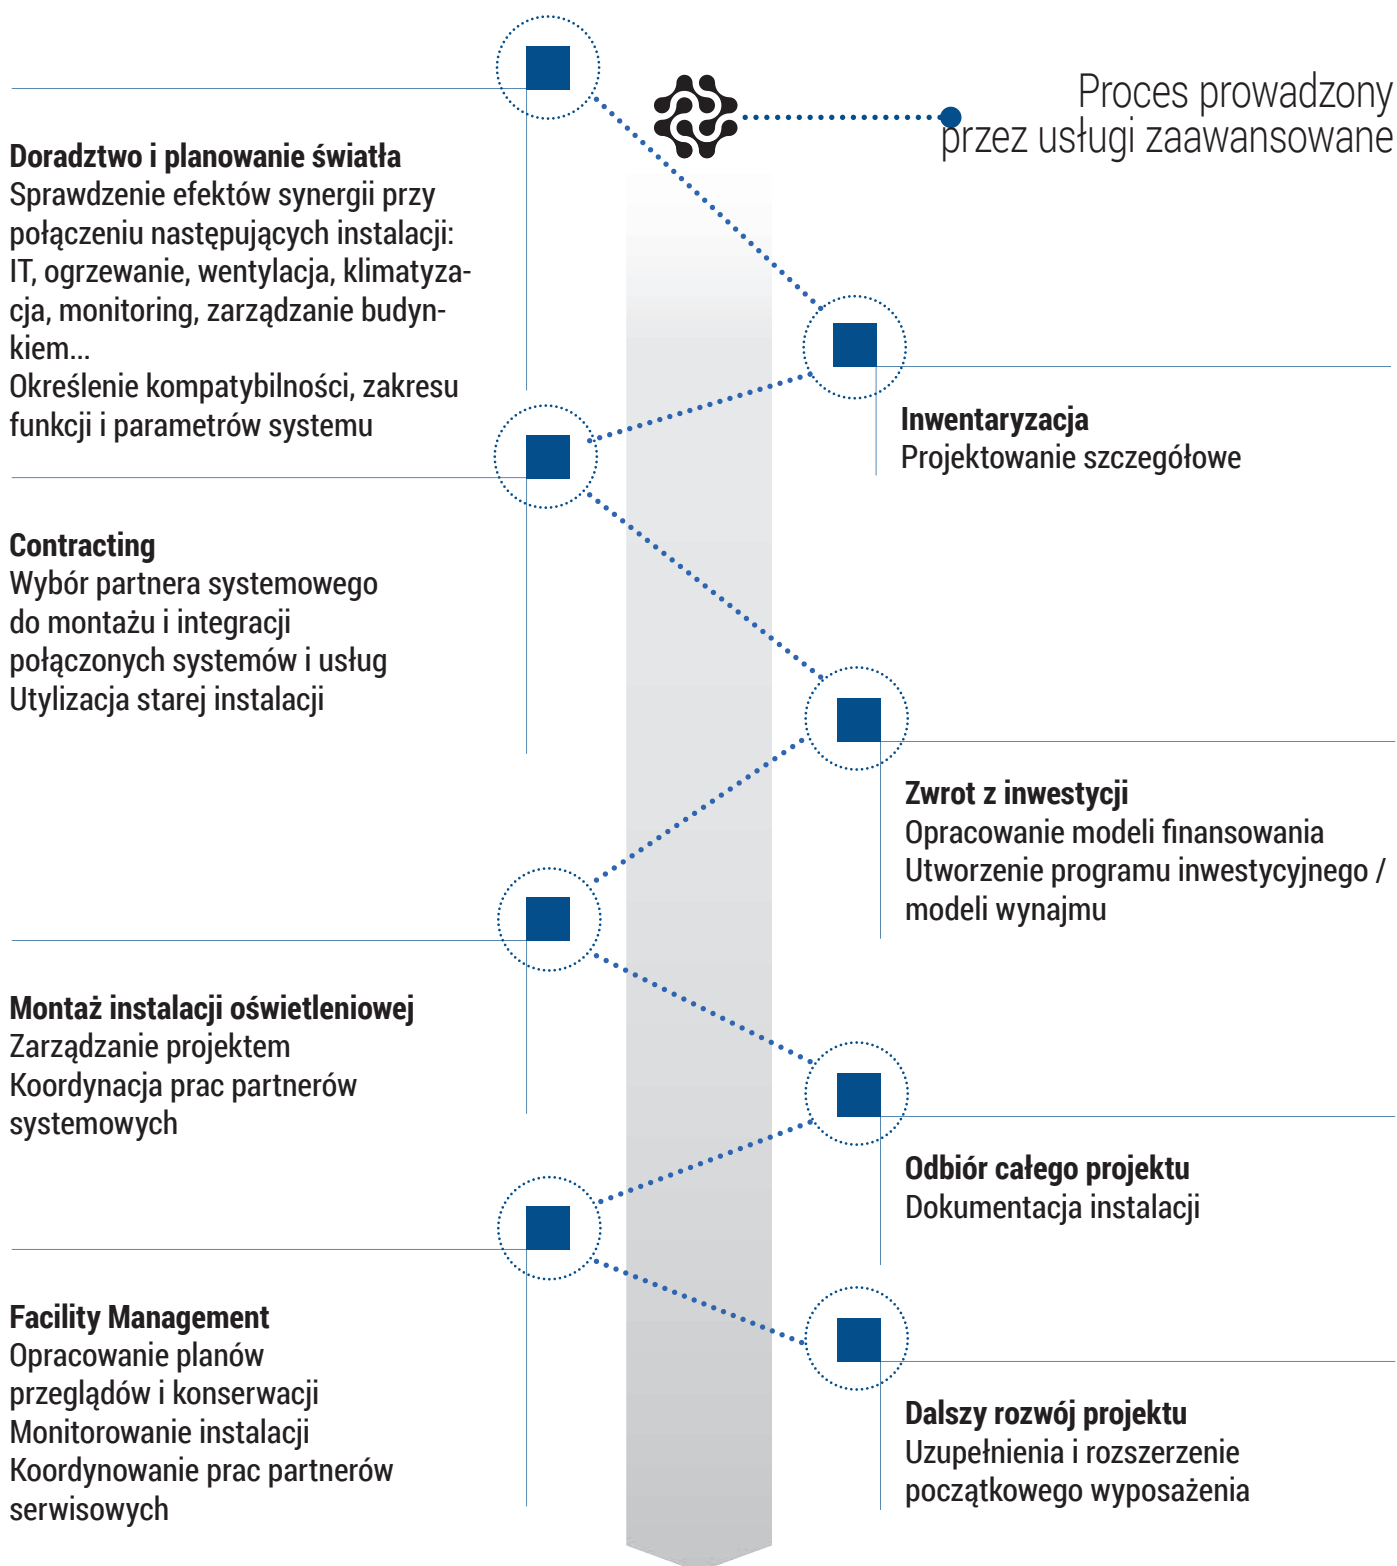 Proces prowadzony
przez usługi zaawansowane
Doradztwo i planowanie światła
Sprawdzenie efektów synergii przy
połączeniu następujących instalacji:
IT, ogrzewanie, wentylacja, klimatyza-
cja, monitoring, zarządzanie budyn-
kiem...
Określenie kompatybilności, zakresu
funkcji i parametrów systemu
Inwentaryzacja
Projektowanie szczegółowe
Contracting
Wybór partnera systemowego
do montażu i integracji
połączonych systemów i usług
Utylizacja starej instalacji
Zwrot z inwestycji
Opracowanie modeli finansowania
Utworzenie programu inwestycyjnego /
modeli wynajmu
Montaż instalacji oświetleniowej
Zarządzanie projektem
Koordynacja prac partnerów
systemowych
Odbiór całego projektu
Dokumentacja instalacji
Facility Management
Opracowanie planów
przeglądów i konserwacji
Monitorowanie instalacji
Koordynowanie prac partnerów
serwisowych
Dalszy rozwój projektu
Uzupełnienia i rozszerzenie
początkowego wyposażenia